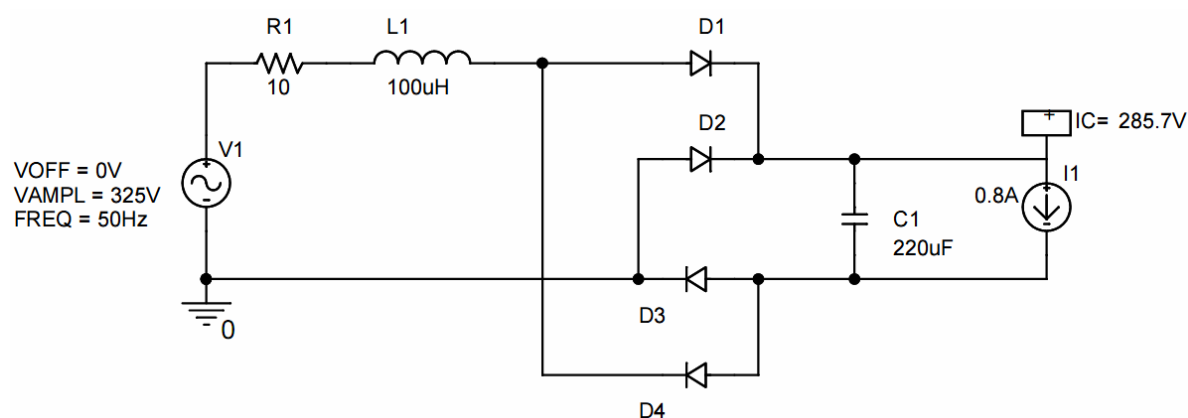 R1
10
L1
100uH
D1
D2
V1
VOFF = 0V
VAMPL = 325V
FREQ = 50Hz
0
D3
D4
C1
220uF
+
IC= 285.7V
I1
0.8A